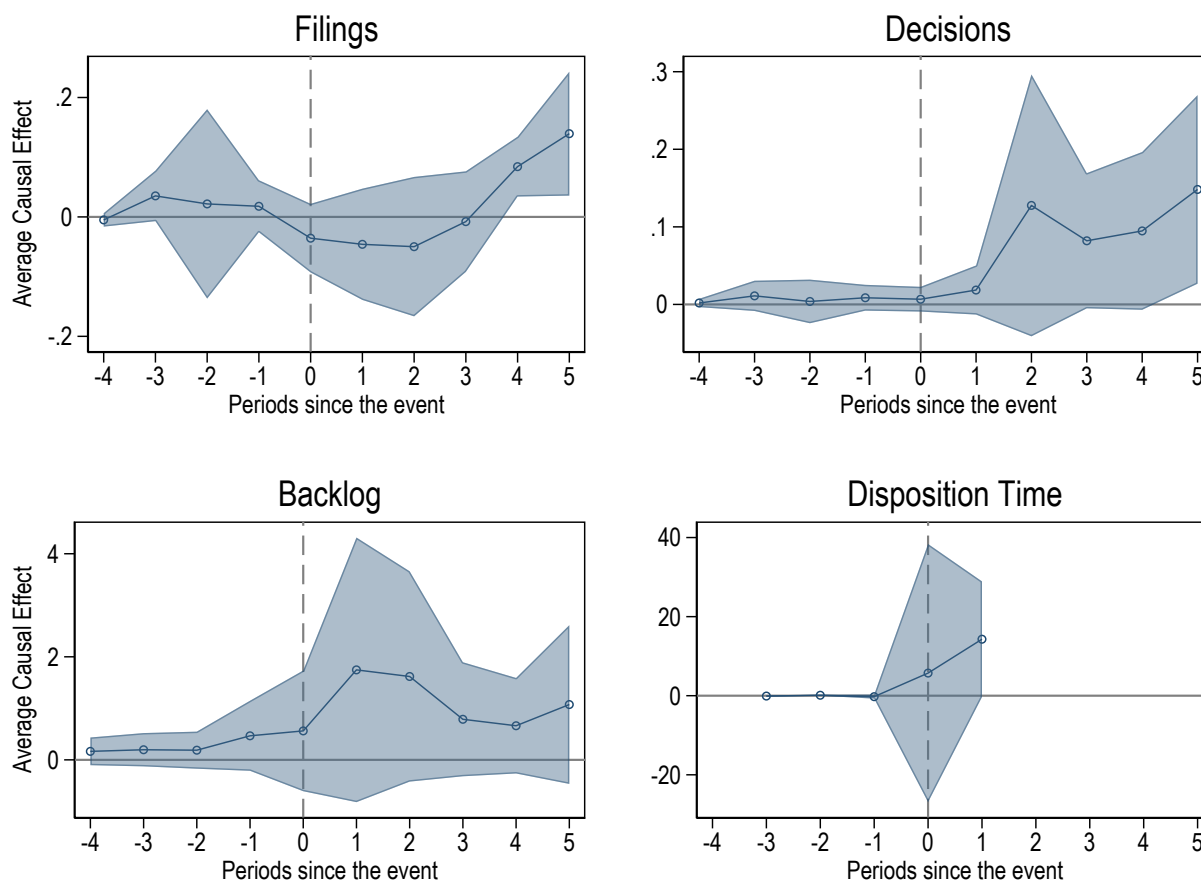 Filings
Average Causal Effect
.2
0
-.2
-4 -3 -2 -1 0 1 2 3 4 5
Periods since the event
Decisions
.3
.2
.1
0
-4 -3 -2 -1 0 1 2 3 4 5
Periods since the event
Backlog
Average Causal Effect
4
2
0
-4 -3 -2 -1 0 1 2 3 4 5
Periods since the event
Disposition Time
40
20
0
-20
-4 -3 -2 -1 0 1 2 3 4 5
Periods since the event